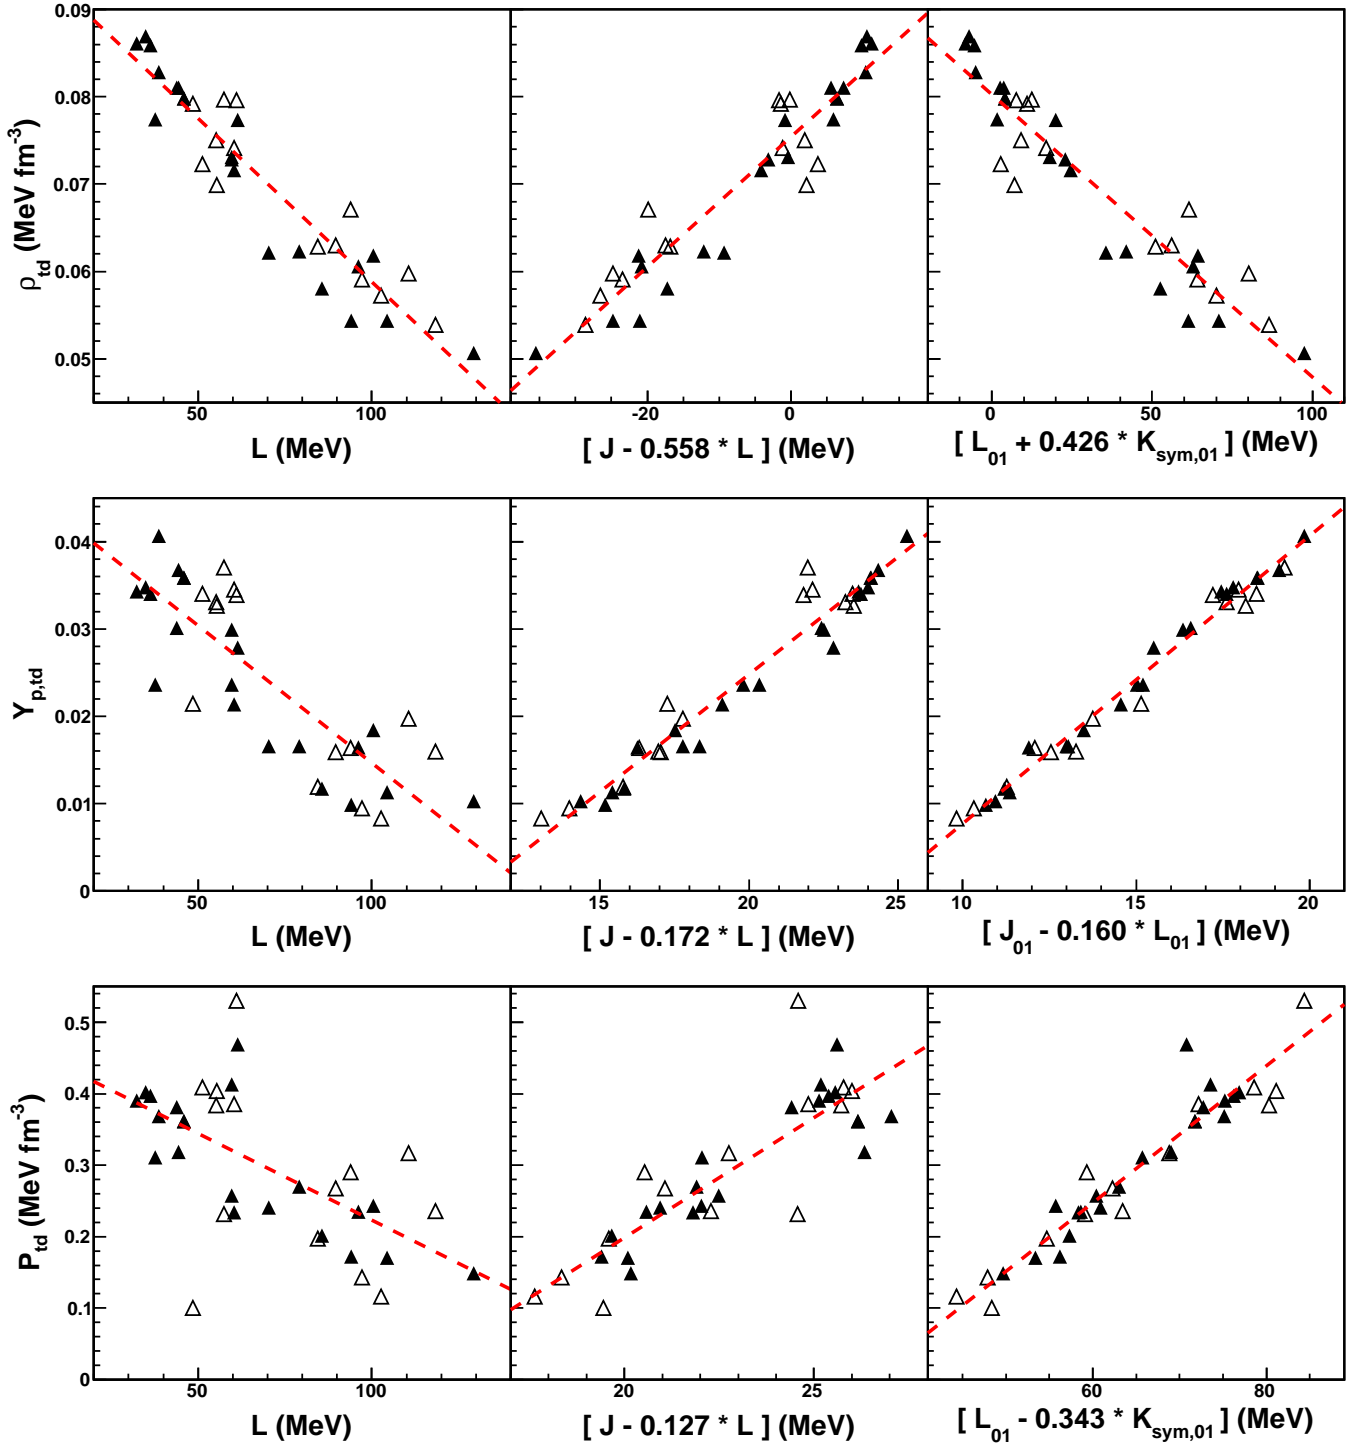 0.09
0.08
0.07
0.06
0.05
ρtd (MeV fm-3)
50 100
-20 0
0 50 100
L (MeV)
[ J - 0.558 * L ] (MeV)
[ L01 + 0.426 * Ksym,01 ] (MeV)
0.04
0.03
0.02
0.01
0
Yp,td
50 100
15 20 25
10 15 20
L (MeV)
[ J - 0.172 * L ] (MeV)
[ J01 - 0.160 * L01 ] (MeV)
0.5
0.4
0.3
0.2
0.1
0
Ptd (MeV fm-3)
50 100
20 25
60 80
L (MeV)
[ J - 0.127 * L ] (MeV)
[ L01 - 0.343 * Ksym,01 ] (MeV)